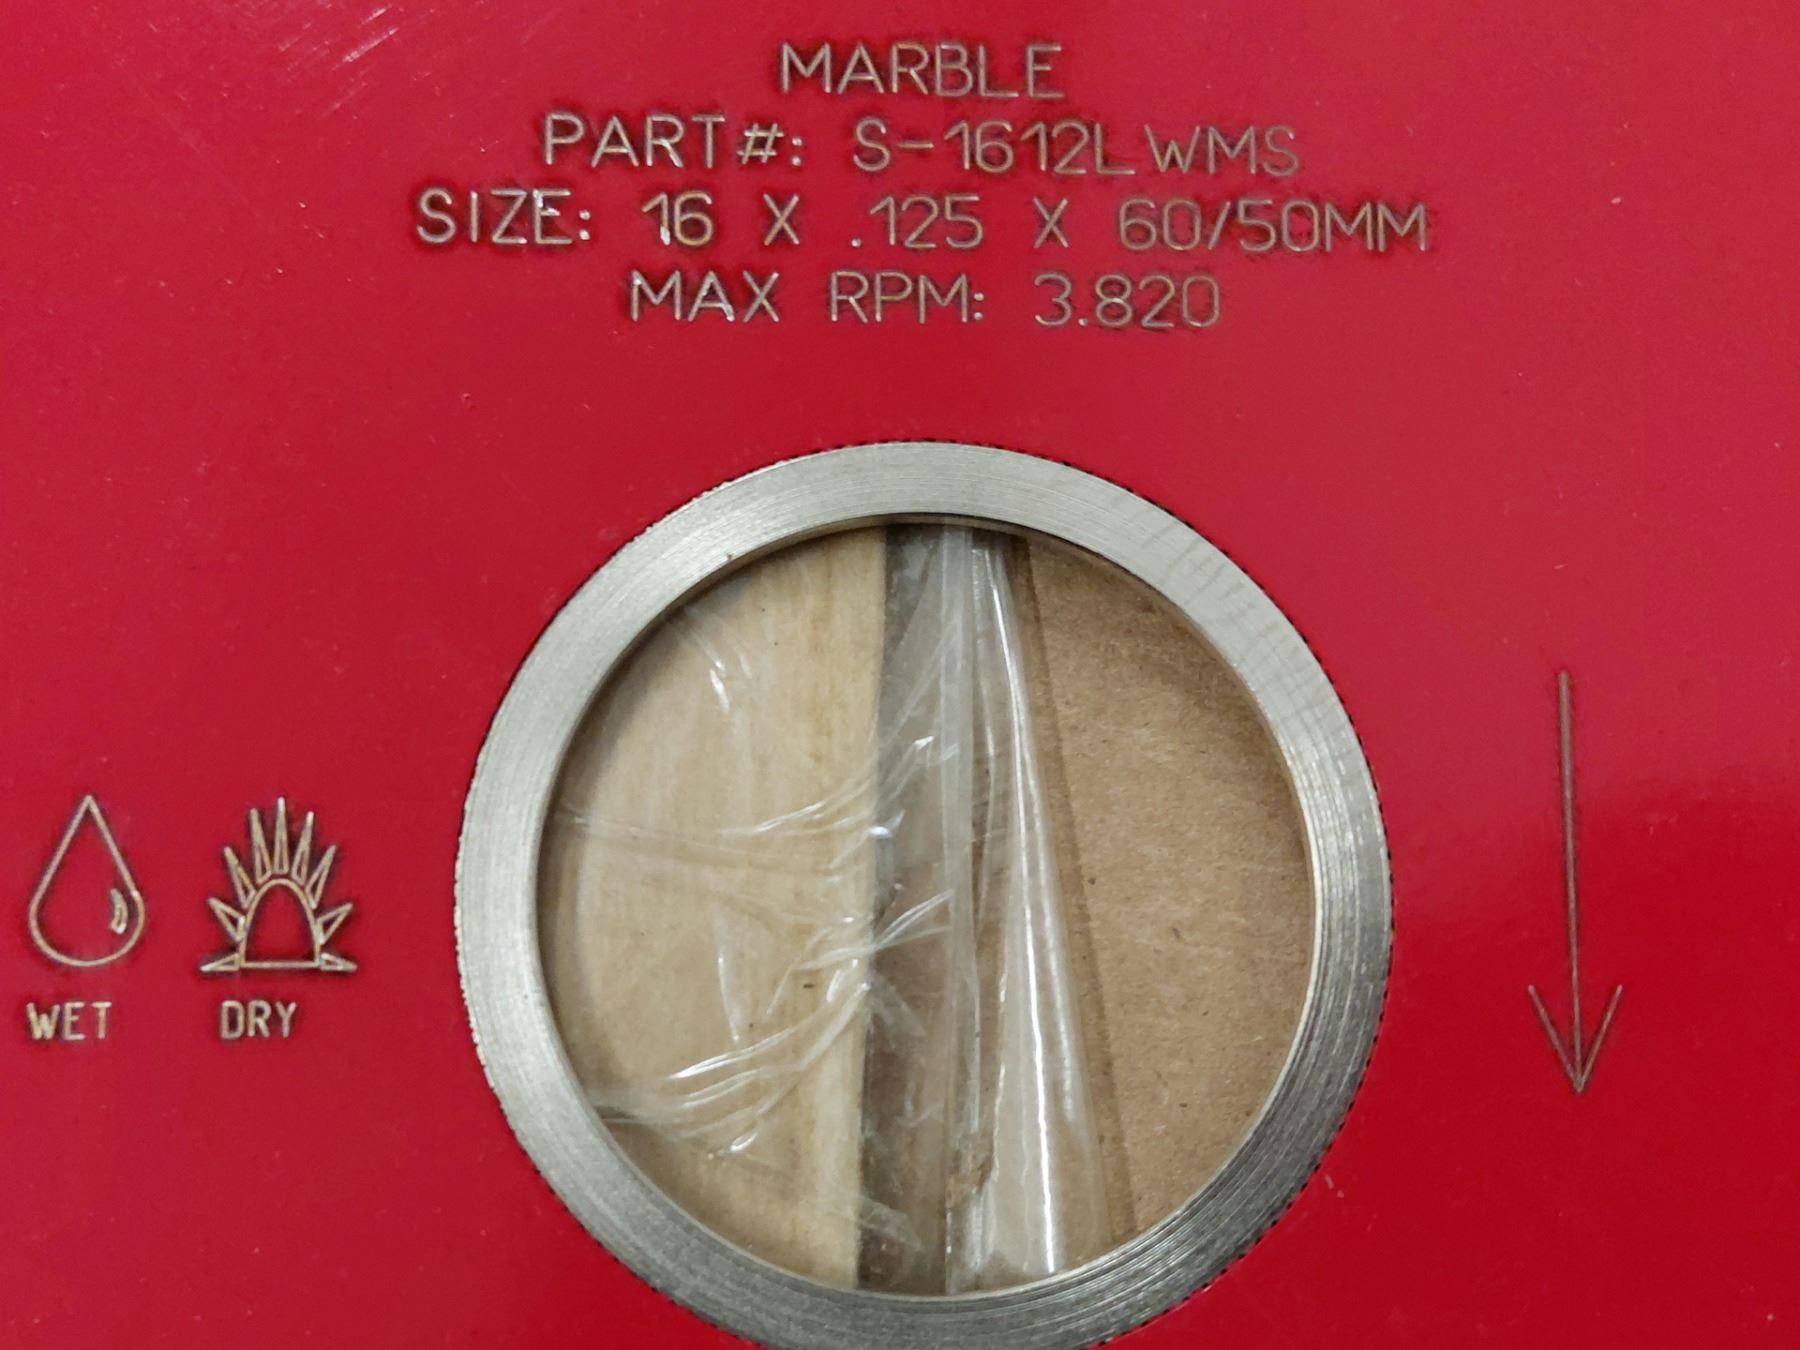 MARBLE
PART#: S-1612LWMS
SIZE: 16 X .125 X 60/50MM
MAX RPM: 3.820
WET DRY